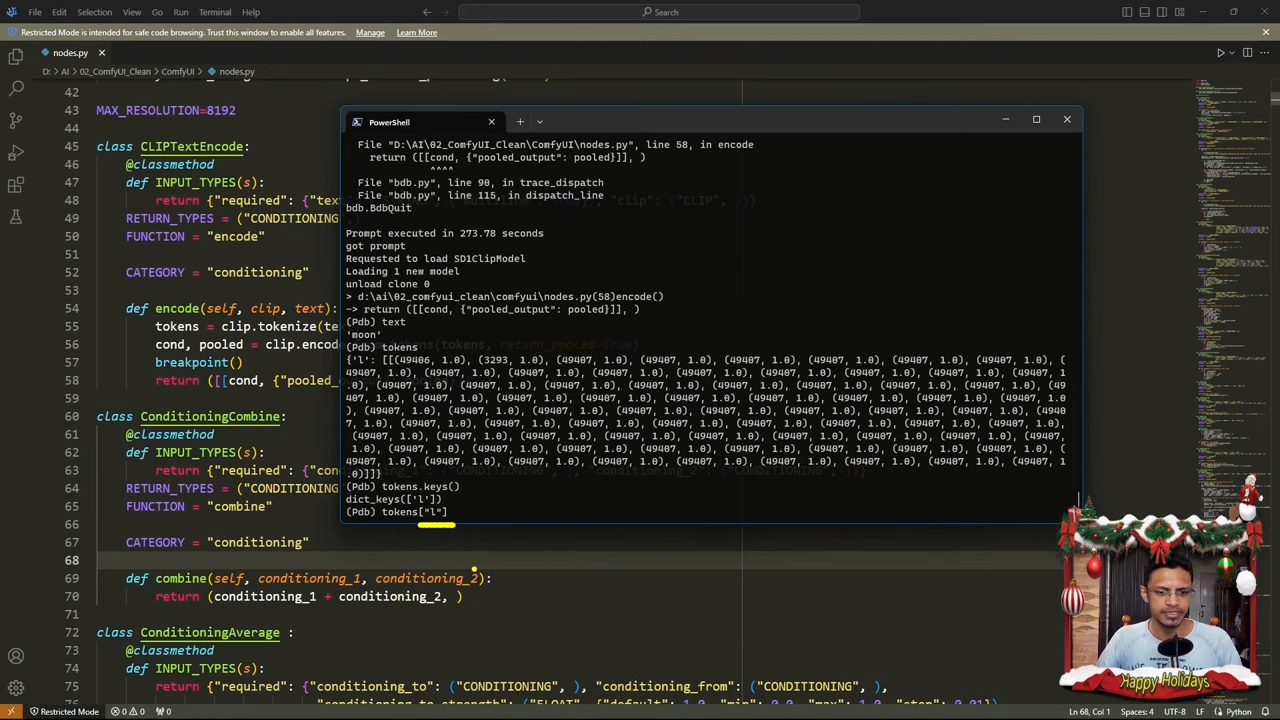 File Edit Selection View Go Run Terminal Help
Search
Restricted Mode is intended for safe code browsing. Trust this window to enable all features. Manage Learn More
nodes.py
D: > AI > 02_ComfyUI_Clean > ComfyUI > nodes.py
42
43 MAX_RESOLUTION=8192
44
45 class CLIPTextEncode:
46 @classmethod
47 def INPUT_TYPES(s):
48 return {"required": {"tex
49 RETURN_TYPES = ("CONDITIONING"
50 FUNCTION = "encode"
51
52 CATEGORY = "conditioning"
53
54 def encode(self, clip, text):
55 tokens = clip.tokenize(te
56 cond, pooled = clip.encod
57 breakpoint()
58 return ([[cond, {"pooled_
59
60 class ConditioningCombine:
61 @classmethod
62 def INPUT_TYPES(s):
63 return {"required": {"con
64 RETURN_TYPES = ("CONDITIONING"
65 FUNCTION = "combine"
66
67 CATEGORY = "conditioning"
68
69 def combine(self, conditioning_1, conditioning_2):
70 return (conditioning_1 + conditioning_2, )
71
72 class ConditioningAverage :
73 @classmethod
74 def INPUT_TYPES(s):
75 return {"required": {"conditioning_to": ("CONDITIONING", ), "conditioning_from": ("CONDITIONING", ),
PowerShell
File "D:\AI\02_ComfyUI_Clean\ComfyUI\nodes.py", line 58, in encode
return ([[cond, {"pooled_output": pooled}]], )
^^^^
File "bdb.py", line 90, in trace_dispatch
File "bdb.py", line 115, in dispatch_line
bdb.BdbQuit
Prompt executed in 273.78 seconds
got prompt
Requested to load SD1ClipModel
Loading 1 new model
unload clone 0
> d:\ai\02_comfyui_clean\comfyui\nodes.py(58)encode()
-> return ([[cond, {"pooled_output": pooled}]], )
(Pdb) text
'moon'
(Pdb) tokens
{'l': [[(49406, 1.0), (3293, 1.0), (49407, 1.0), (49407, 1.0), (49407, 1.0), (49407, 1.0), (49407, 1.0), (49407, 1.0), (
(Pdb) tokens.keys()
dict_keys(['l'])
(Pdb) tokens["l"]
Happy Holidays
Restricted Mode 0 0 0
Ln 68, Col 1 Spaces: 4 UTF-8 LF Python